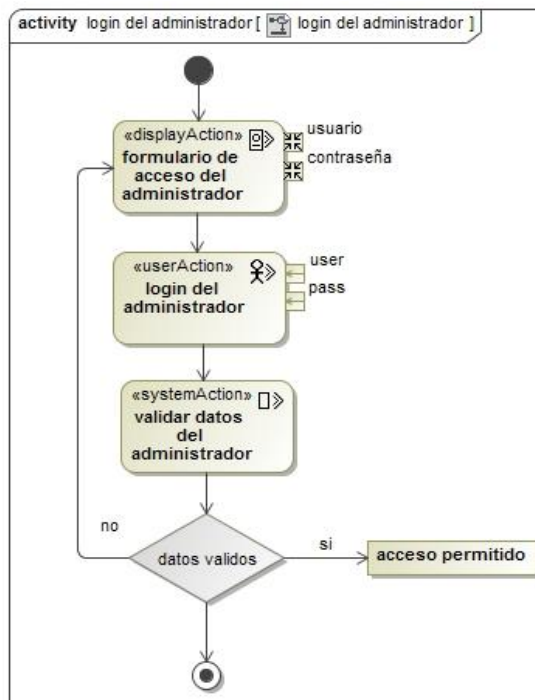 activity login del administrador [ login del administrador ]
«displayAction»
formulario de
acceso del
administrador
usuario
contraseña
«userAction»
login del
administrador
user
pass
«systemAction»
validar datos
del
administrador
no
datos validos
si
acceso permitido